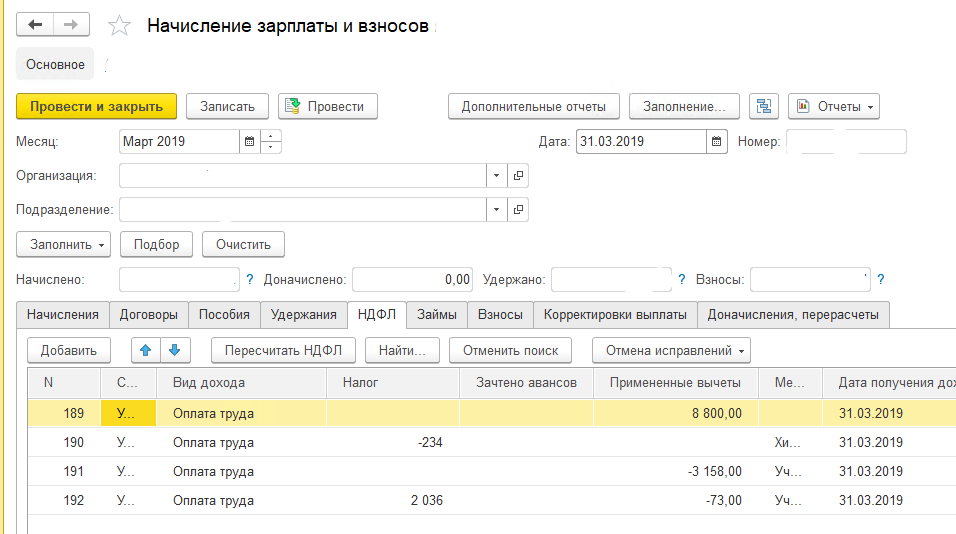 Начисление зарплаты и взносов
Основное
Провести и закрыть Записать Провести Дополнительные отчеты Заполнение... Отчеты
Месяц: Март 2019 Дата: 31.03.2019 Номер:
Организация:
Подразделение:
Заполнить Подбор Очистить
Начислено: ? Доначислено: 0,00 Удержано: ? Взносы: ?
Начисления Договоры Пособия Удержания НДФЛ Займы Взносы Корректировки выплаты Доначисления, перерасчеты
Добавить Пересчитать НДФЛ Найти... Отменить поиск Отмена исправлений
N С... Вид дохода Налог Зачтено авансов Примененные вычеты Ме... Дата получения дох
189 У... Оплата труда 8 800,00 31.03.2019
190 У... Оплата труда -234 Хи... 31.03.2019
191 У... Оплата труда -3 158,00 Уч... 31.03.2019
192 У... Оплата труда 2 036 -73,00 Уч... 31.03.2019